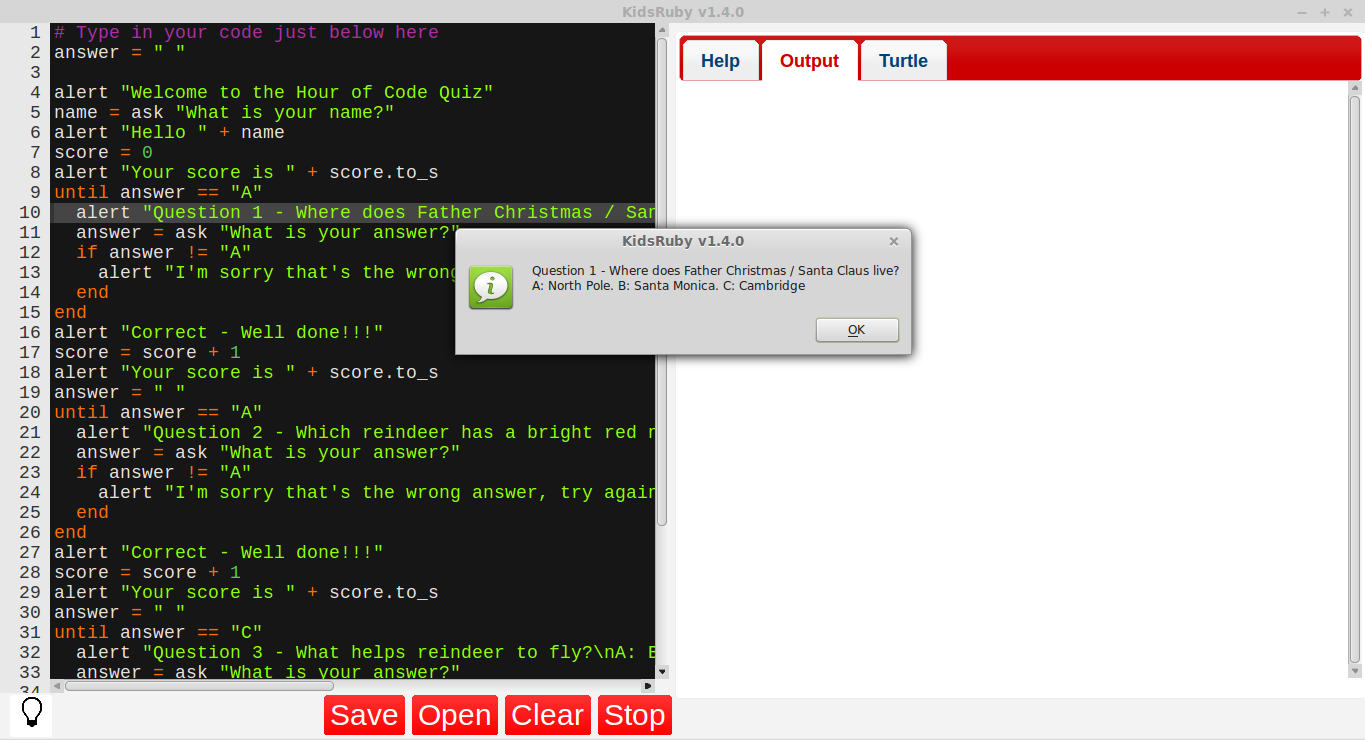 KidsRuby v1.4.0
1 # Type in your code just below here
2 answer = " "
3
4 alert "Welcome to the Hour of Code Quiz"
5 name = ask "What is your name?"
6 alert "Hello " + name
7 score = 0
8 alert "Your score is " + score.to_s
9 until answer == "A"
10 alert "Question 1 - Where does Father Christmas / San
11 answer = ask "What is your answer?"
12 if answer != "A"
13 alert "I'm sorry that's the wrong
14 end
15 end
16 alert "Correct - Well done!!!"
17 score = score + 1
18 alert "Your score is " + score.to_s
19 answer = " "
20 until answer == "A"
21 alert "Question 2 - Which reindeer has a bright red n
22 answer = ask "What is your answer?"
23 if answer != "A"
24 alert "I'm sorry that's the wrong answer, try again
25 end
26 end
27 alert "Correct - Well done!!!"
28 score = score + 1
29 alert "Your score is " + score.to_s
30 answer = " "
31 until answer == "C"
32 alert "Question 3 - What helps reindeer to fly?\nA: B
33 answer = ask "What is your answer?"
34
Save Open Clear Stop
Help Output Turtle
KidsRuby v1.4.0
Question 1 - Where does Father Christmas / Santa Claus live?
A: North Pole. B: Santa Monica. C: Cambridge
OK